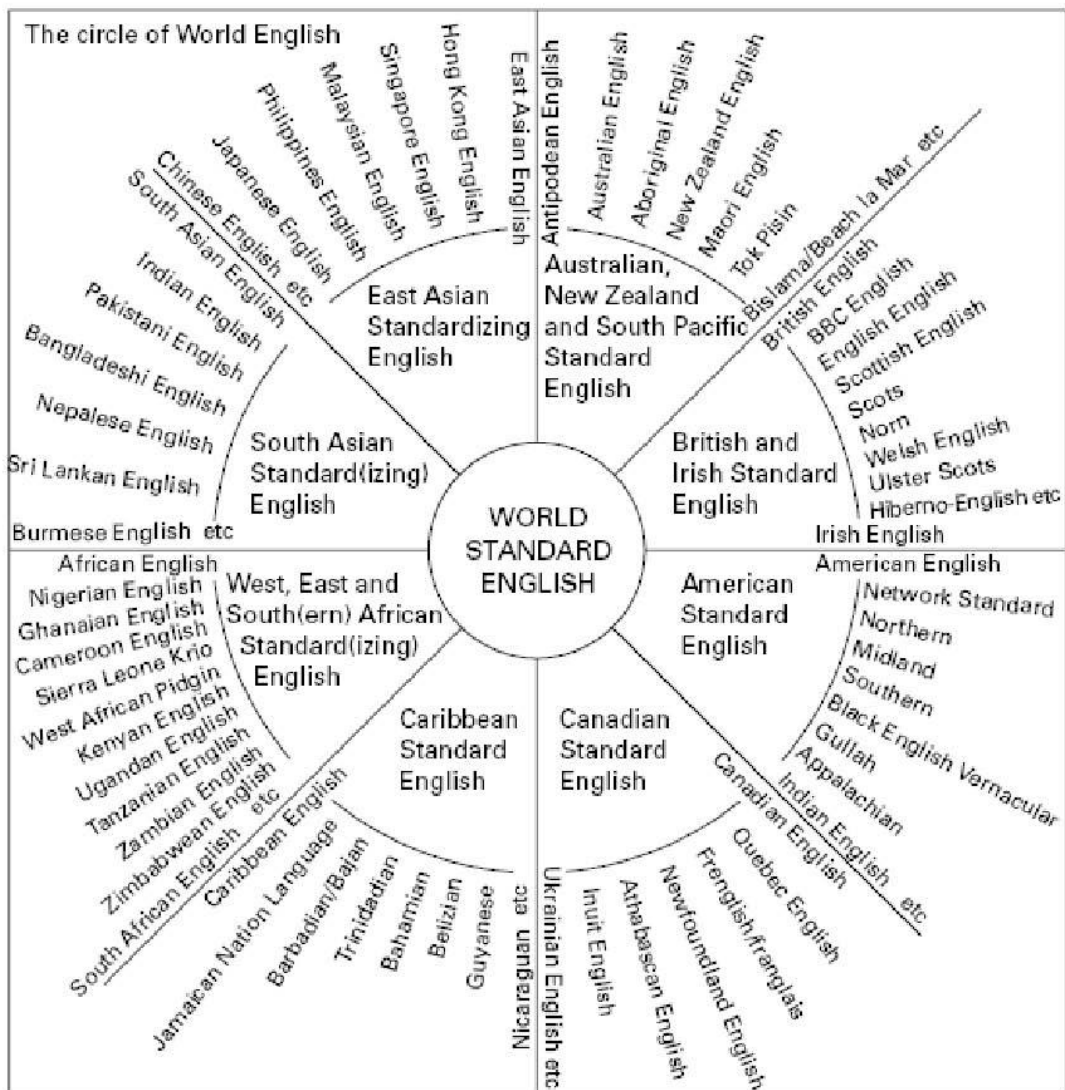 The circle of World English
East Asian English
Hong Kong English
Singapore English
Malaysian English
Philippines English
Japanese English
Chinese English etc
East Asian
Standardizing
English
Antipodean English
Australian English
Aboriginal English
New Zealand English
Maori English
Tok Pisin
Bislama/Beach la Mar etc
Australian,
New Zealand
and South Pacific
Standard
English
British English
BBC English
English English
Scottish English
Scots
Norn
Welsh English
Ulster Scots
Hiberno-English etc
Irish English
British and
Irish Standard
English
South Asian English
Indian English
Pakistani English
Bangladeshi English
Nepalese English
Sri Lankan English
Burmese English etc
South Asian
Standard(izing)
English
WORLD
STANDARD
ENGLISH
African English
Nigerian English
Ghanaian English
Cameroon English
Sierra Leone Krio
West African Pidgin
Kenyan English
Ugandan English
Tanzanian English
Zambian English
Zimbabwean English
South African English etc
West, East and
South(ern) African
Standard(izing)
English
American English
Network Standard
Northern
Midland
Southern
Black English Vernacular
Gullah
Appalachian
Indian English etc
American
Standard
English
Caribbean English
Jamaican Nation Language
Barbadian/Bajan
Trinidadian
Bahamian
Belizian
Guyanese
Nicaraguan etc
Caribbean
Standard
English
Canadian English
Quebec English
Frenglish/franglais
Newfoundland English
Athabascan English
Inuit English
Ukrainian English etc
Canadian
Standard
English